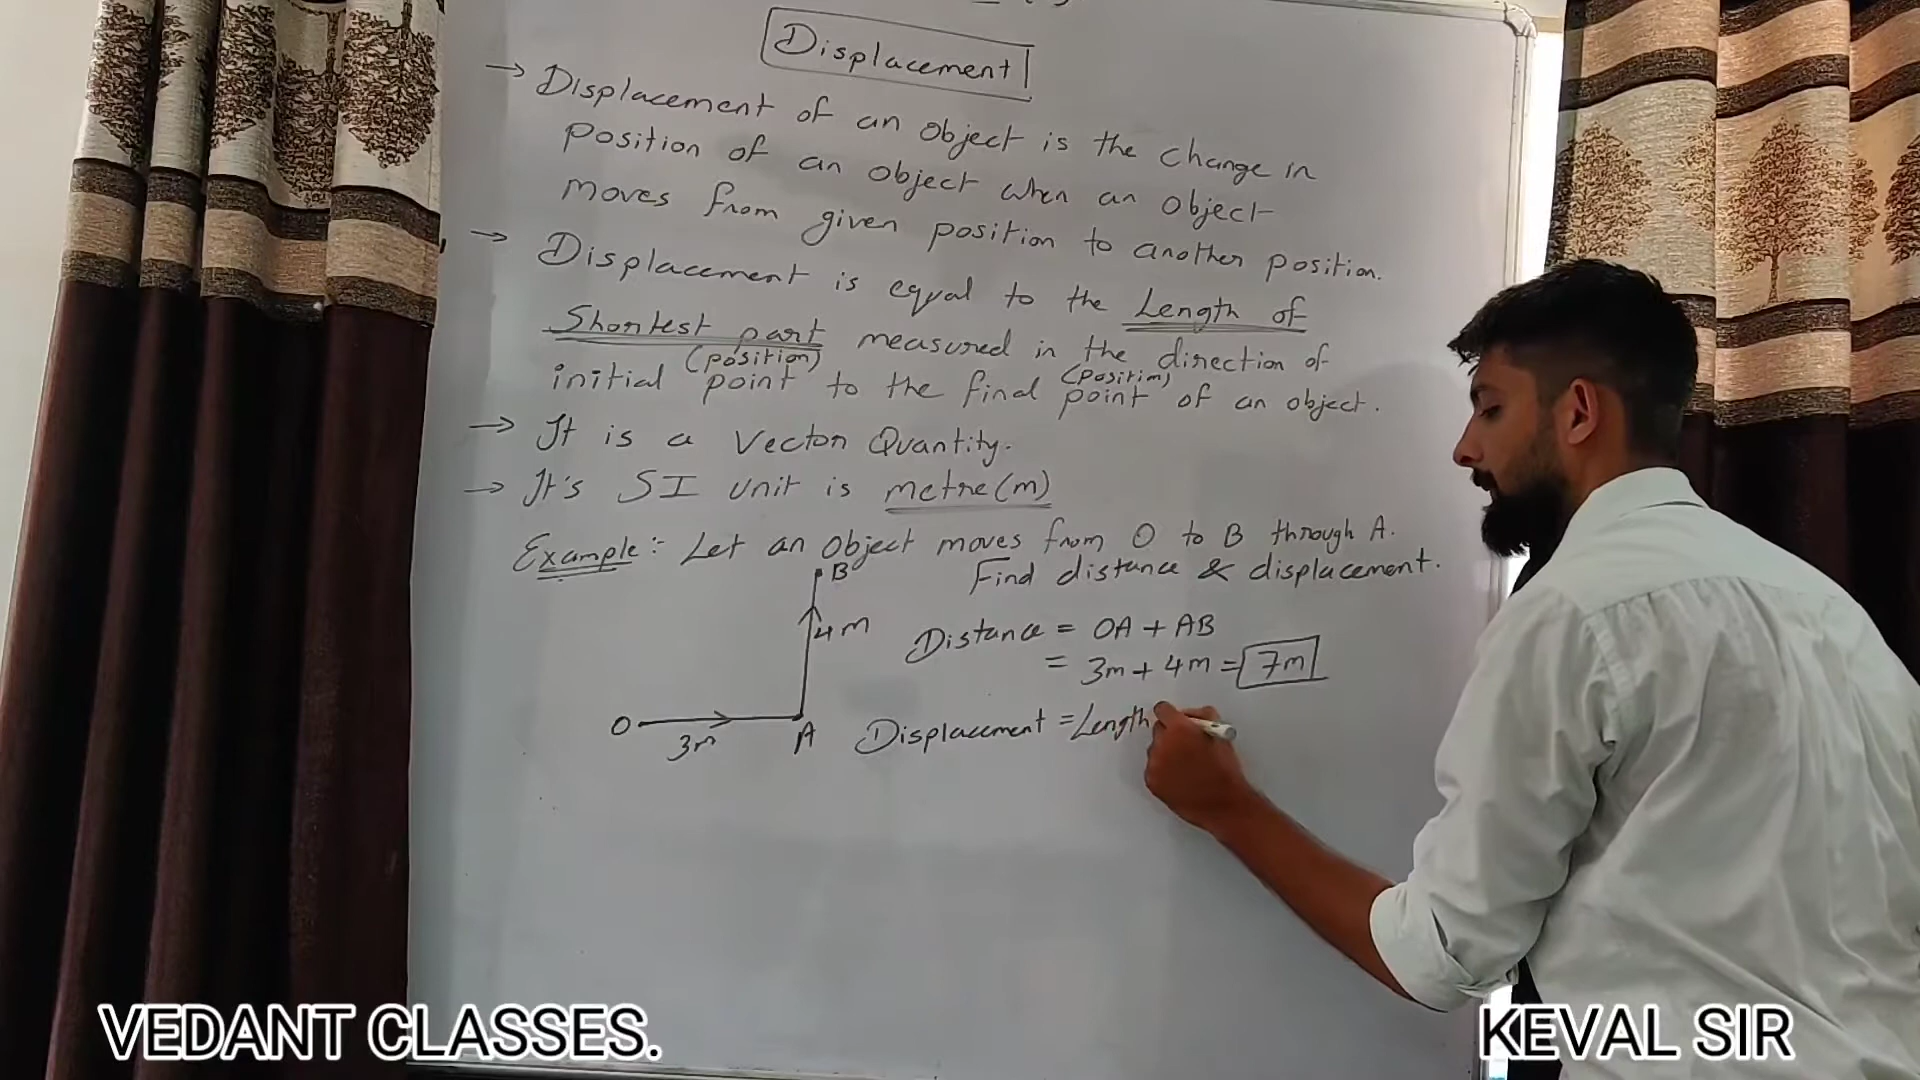 Displacement
→ Displacement of an object is the change in
position of an object when an object
moves from given position to another position.
→ Displacement is equal to the Length of
Shortest part measured in the direction of
(position) (position)
initial point to the final point of an object.
→ It is a Vector Quantity.
→ It's SI unit is metre(m)
Example:- Let an object moves from O to B through A.
Find distance & displacement.
B
4m
O
3m
A
Distance = OA + AB
= 3m + 4m = 7m
Displacement = Length
VEDANT CLASSES.
KEVAL SIR